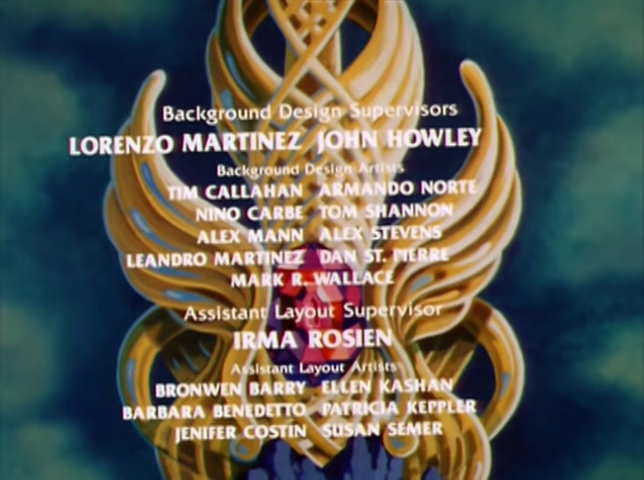 Background Design Supervisors
LORENZO MARTINEZ JOHN HOWLEY
Background Design Artists
TIM CALLAHAN ARMANDO NORTE
NINO CARBE TOM SHANNON
ALEX MANN ALEX STEVENS
LEANDRO MARTINEZ DAN ST. PIERRE
MARK R. WALLACE
Assistant Layout Supervisor
IRMA ROSIEN
Assistant Layout Artists
BRONWEN BARRY ELLEN KASHAN
BARBARA BENEDETTO PATRICIA KEPPLER
JENIFER COSTIN SUSAN SEMER